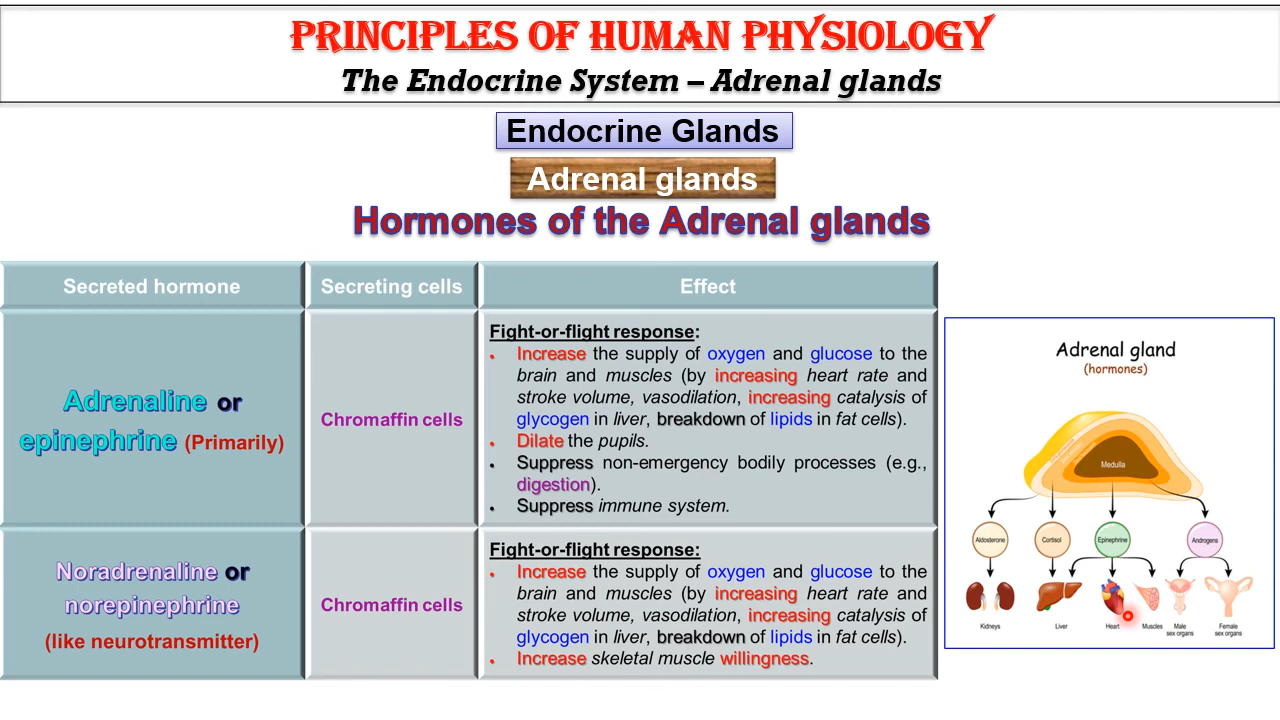 PRINCIPLES OF HUMAN PHYSIOLOGY
The Endocrine System – Adrenal glands
Endocrine Glands
Adrenal glands
Hormones of the Adrenal glands
Secreted hormone
Secreting cells
Effect
Adrenaline or
epinephrine (Primarily)
Chromaffin cells
Fight-or-flight response:
• Increase the supply of oxygen and glucose to the
brain and muscles (by increasing heart rate and
stroke volume, vasodilation, increasing catalysis of
glycogen in liver, breakdown of lipids in fat cells).
• Dilate the pupils.
• Suppress non-emergency bodily processes (e.g.,
digestion).
• Suppress immune system.
Noradrenaline or
norepinephrine
(like neurotransmitter)
Chromaffin cells
Fight-or-flight response:
• Increase the supply of oxygen and glucose to the
brain and muscles (by increasing heart rate and
stroke volume, vasodilation, increasing catalysis of
glycogen in liver, breakdown of lipids in fat cells).
• Increase skeletal muscle willingness.
Adrenal gland
(hormones)
Medulla
Aldosterone
Cortisol
Epinephrine
Androgens
Kidneys
Liver
Heart
Muscles
Male
sex organs
Female
sex organs